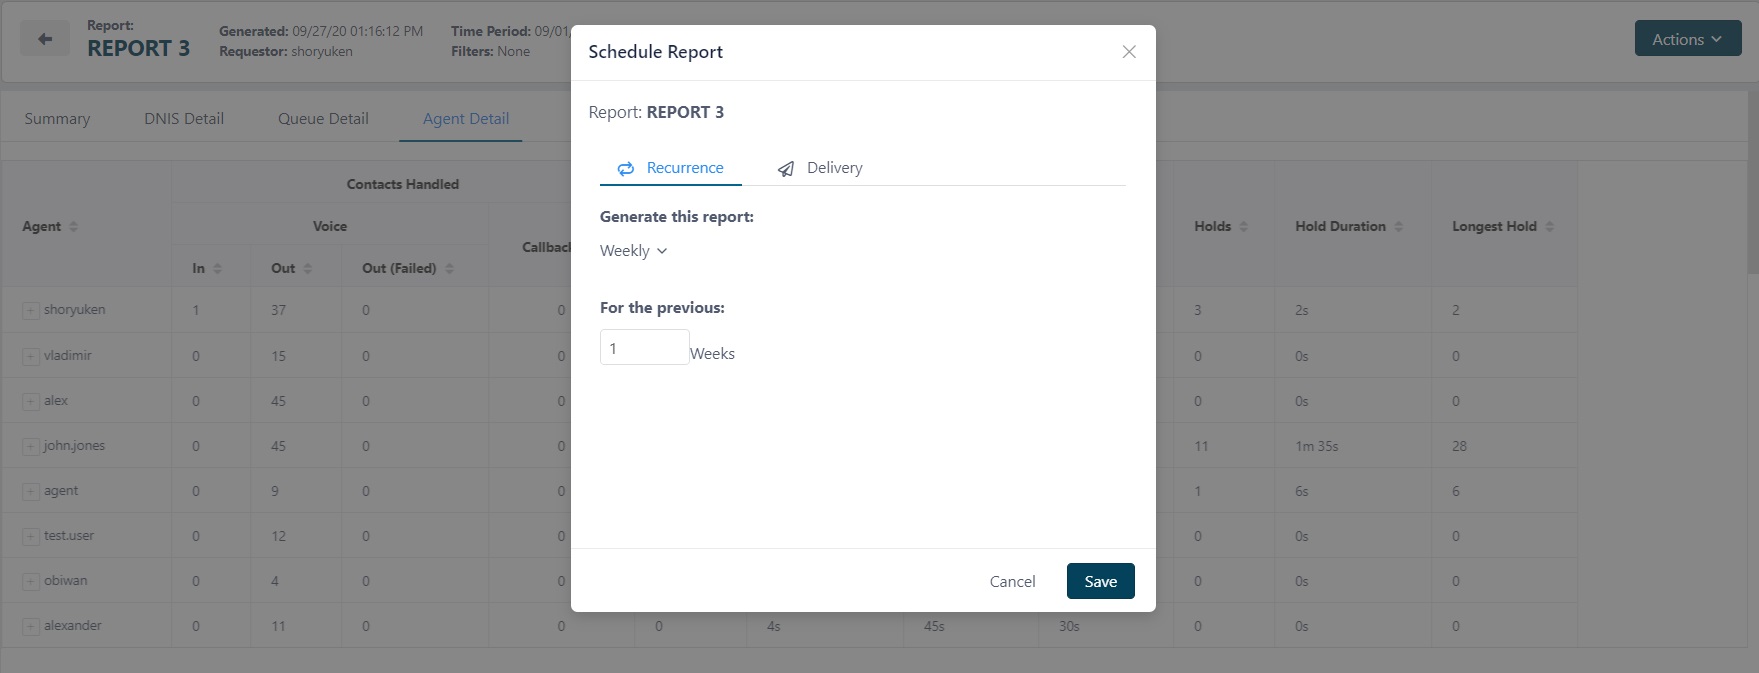 Report:
REPORT 3
Generated: 09/27/20 01:16:12 PM
Requestor: shoryuken
Time Period: 09/01/
Filters: None
Actions
Summary DNIS Detail Queue Detail Agent Detail
Schedule Report
Report: REPORT 3
Recurrence Delivery
Generate this report:
Weekly
For the previous:
1 Weeks
Cancel Save
Contacts Handled
Agent Voice Holds Hold Duration Longest Hold
Callback
In Out Out (Failed)
shoryuken 1 37 0 0 3 2s 2
vladimir 0 15 0 0 0 0s 0
alex 0 45 0 0 0 0s 0
john.jones 0 45 0 0 11 1m 35s 28
agent 0 9 0 0 1 6s 6
test.user 0 12 0 0 0 0s 0
obiwan 0 4 0 0 0 0s 0
alexander 0 11 0 0 0 4s 45s 30s 0 0s 0